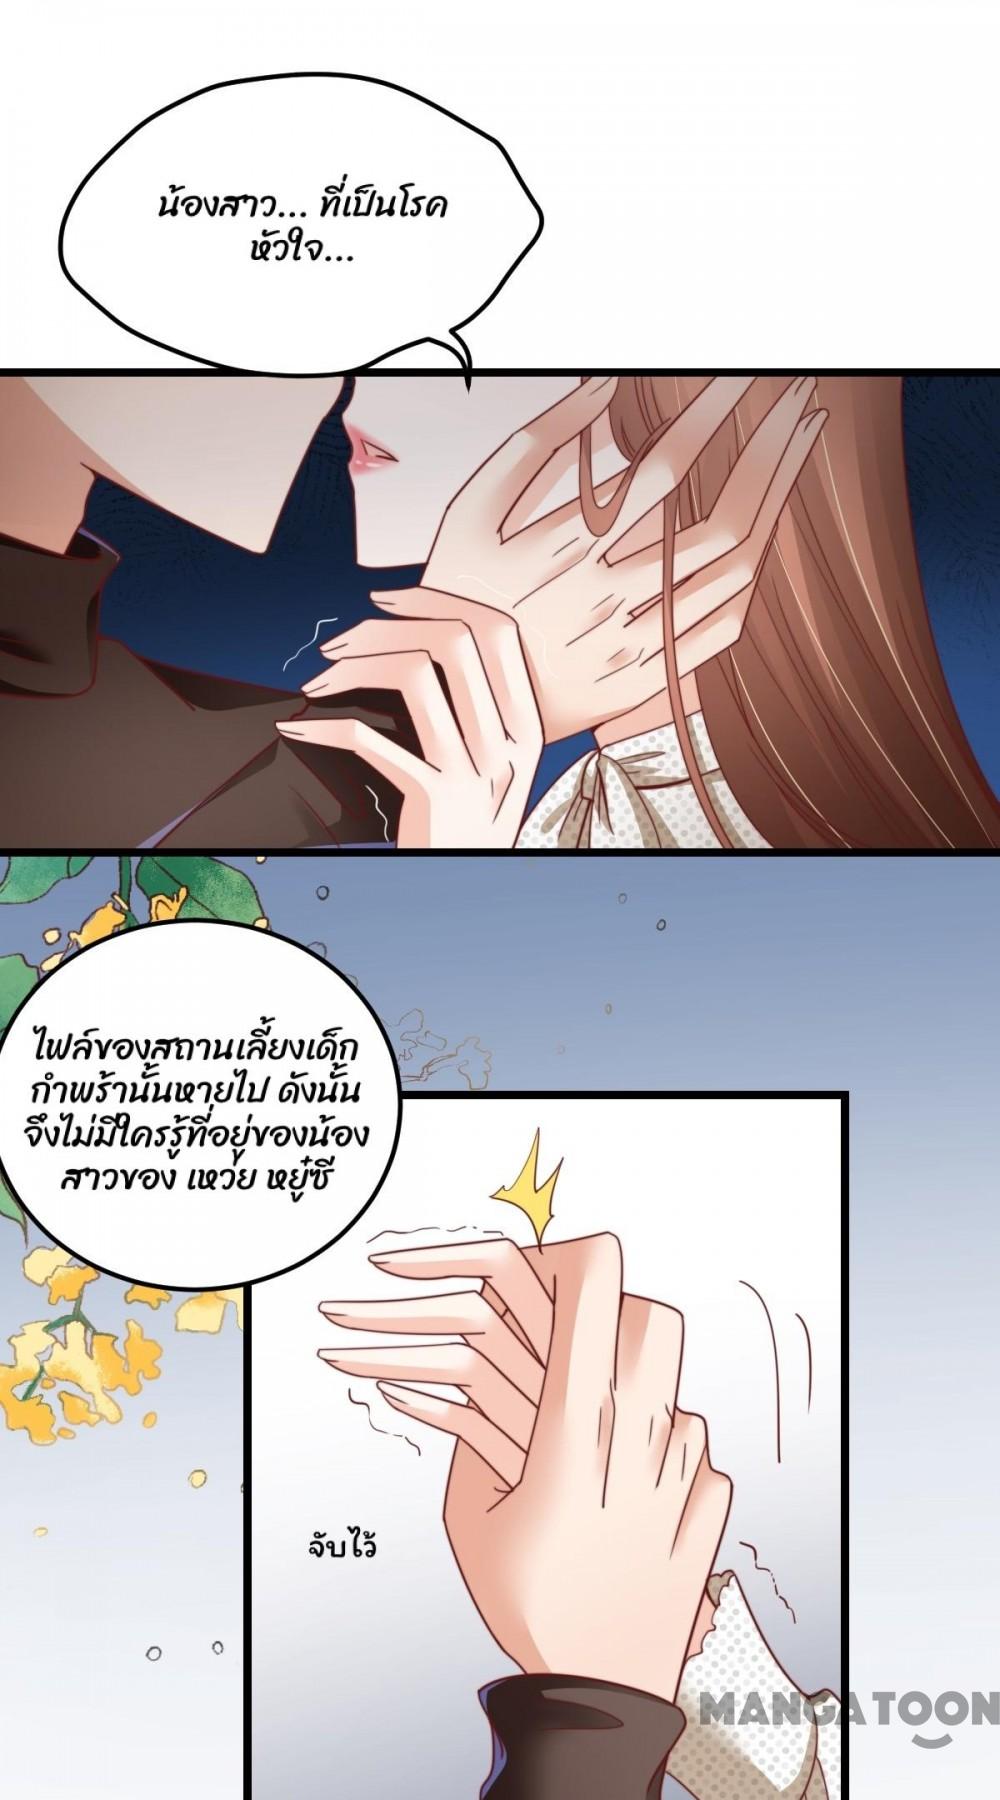 น้องสาว... ที่เป็นโรค
หัวใจ...
ไฟล์ของสถานเลี้ยงเด็ก
กำพร้านั้นหายไป ดังนั้น
จึงไม่มีใครรู้ที่อยู่ของน้อง
สาวของ เหวย หยู๋ซี
จับไว้
MANGATOON